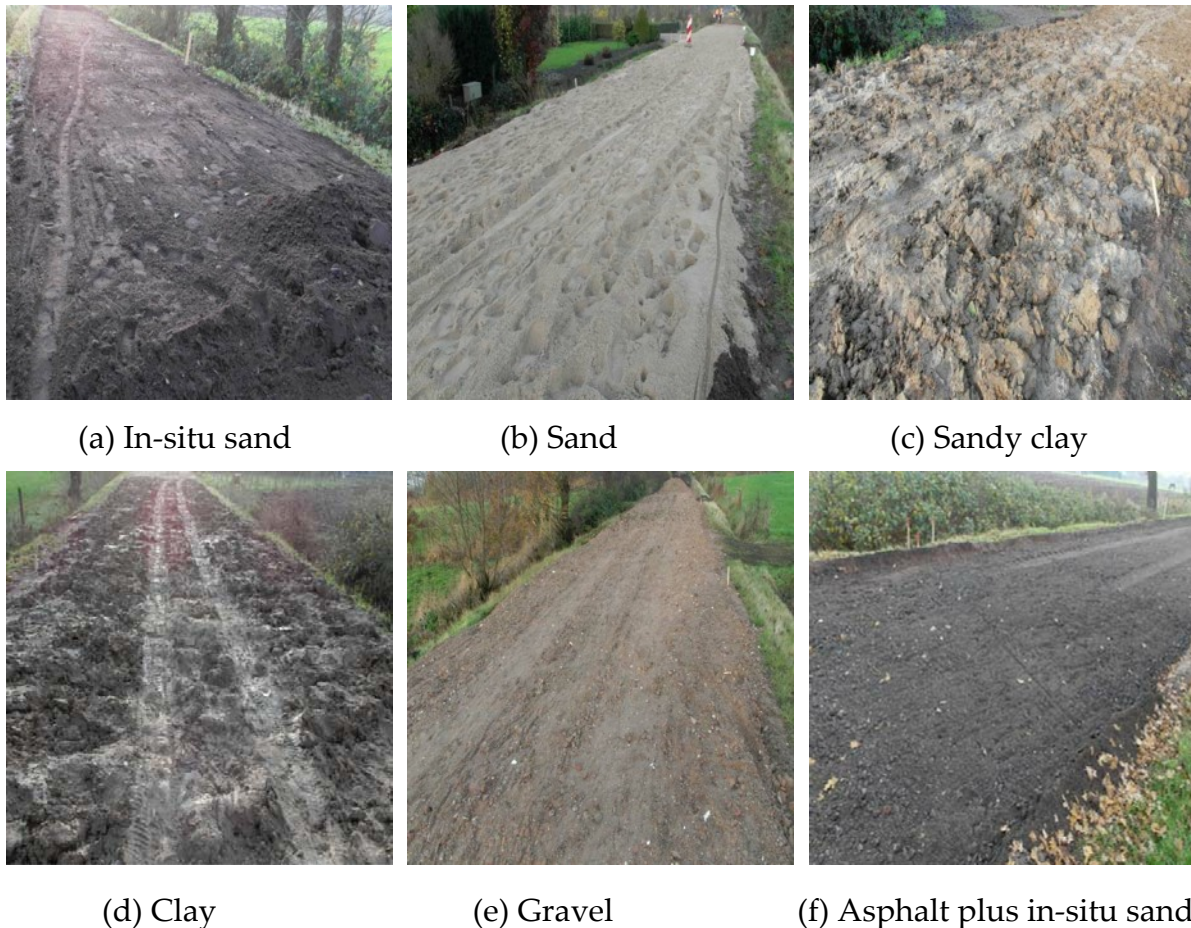 (a) In-situ sand
(b) Sand
(c) Sandy clay
(d) Clay
(e) Gravel
(f) Asphalt plus in-situ sand